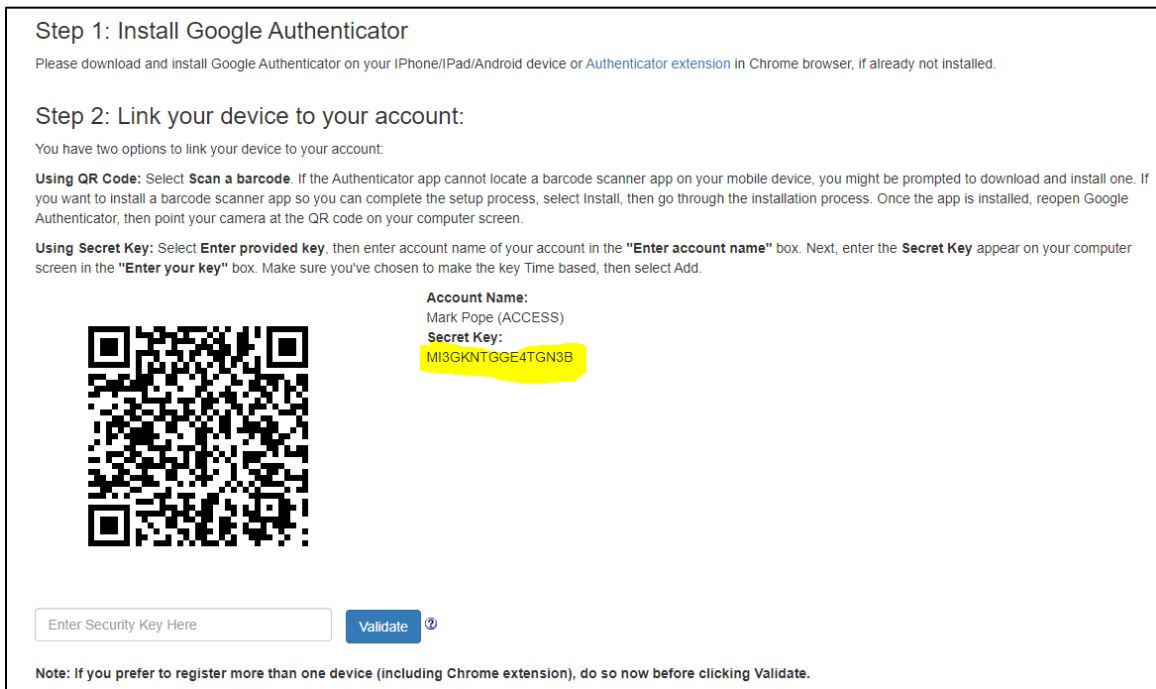 Step 1: Install Google Authenticator
Please download and install Google Authenticator on your IPhone/IPad/Android device or Authenticator extension in Chrome browser, if already not installed.
Step 2: Link your device to your account:
You have two options to link your device to your account:
Using QR Code: Select Scan a barcode. If the Authenticator app cannot locate a barcode scanner app on your mobile device, you might be prompted to download and install one. If
you want to install a barcode scanner app so you can complete the setup process, select Install, then go through the installation process. Once the app is installed, reopen Google
Authenticator, then point your camera at the QR code on your computer screen.
Using Secret Key: Select Enter provided key, then enter account name of your account in the "Enter account name" box. Next, enter the Secret Key appear on your computer
screen in the "Enter your key" box. Make sure you've chosen to make the key Time based, then select Add.
Account Name:
Mark Pope (ACCESS)
Secret Key:
MI3GKNTGGE4TGN3B
Enter Security Key Here
Validate
?
Note: If you prefer to register more than one device (including Chrome extension), do so now before clicking Validate.